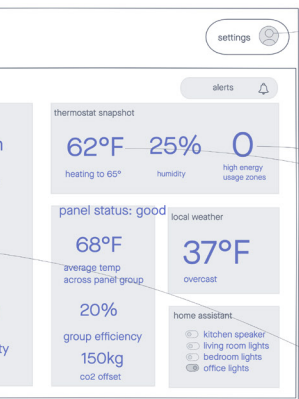 settings
alerts
thermostat snapshot
62°F
25%
0
heating to 65°
humidity
high energy
usage zones
panel status: good
68°F
average temp
across panel group
20%
group efficiency
150kg
co2 offset
local weather
37°F
overcast
home assistant
kitchen speaker
living room lights
bedroom lights
office lights